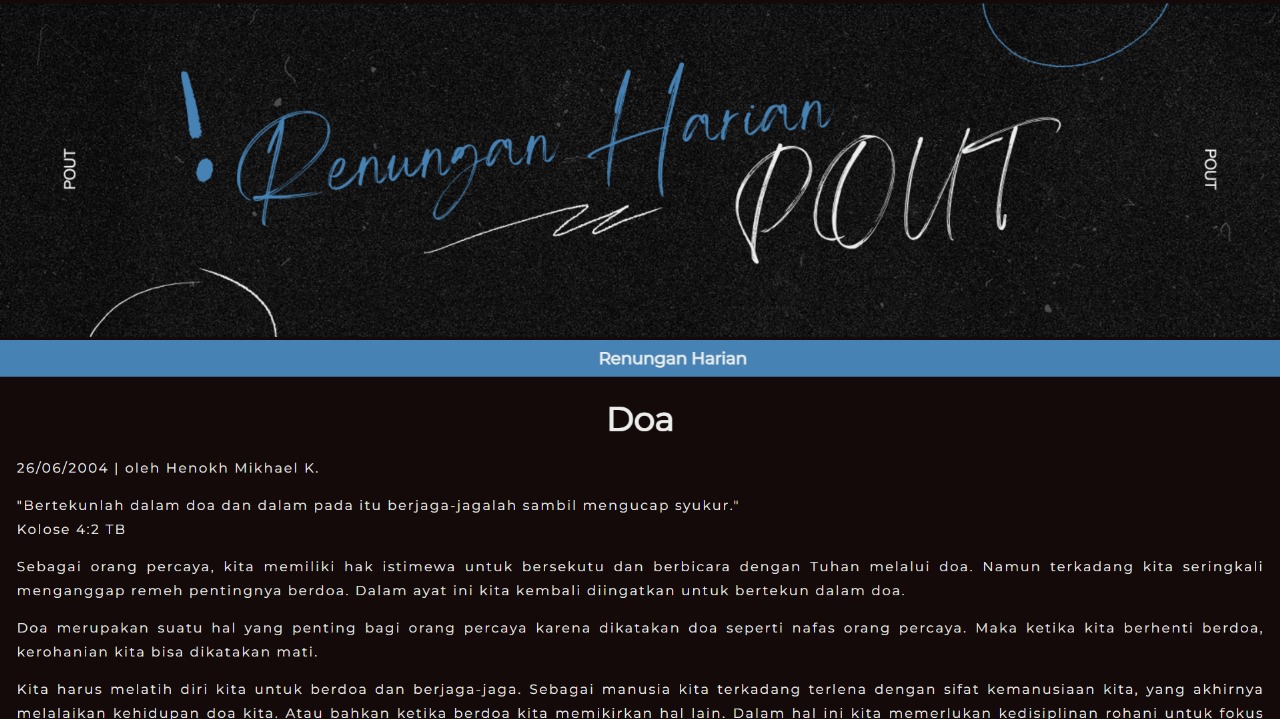 ! Renungan Harian
POUT
POUT
POUT
Renungan Harian
Doa
26/06/2004 | oleh Henokh Mikhael K.
"Bertekunlah dalam doa dan dalam pada itu berjaga-jagalah sambil mengucap syukur."
Kolose 4:2 TB
Sebagai orang percaya, kita memiliki hak istimewa untuk bersekutu dan berbicara dengan Tuhan melalui doa. Namun terkadang kita seringkali
menganggap remeh pentingnya berdoa. Dalam ayat ini kita kembali diingatkan untuk bertekun dalam doa.
Doa merupakan suatu hal yang penting bagi orang percaya karena dikatakan doa seperti nafas orang percaya. Maka ketika kita berhenti berdoa,
kerohanian kita bisa dikatakan mati.
Kita harus melatih diri kita untuk berdoa dan berjaga-jaga. Sebagai manusia kita terkadang terlena dengan sifat kemanusiaan kita, yang akhirnya
melalaikan kehidupan doa kita. Atau bahkan ketika berdoa kita memikirkan hal lain. Dalam hal ini kita memerlukan kedisiplinan rohani untuk fokus